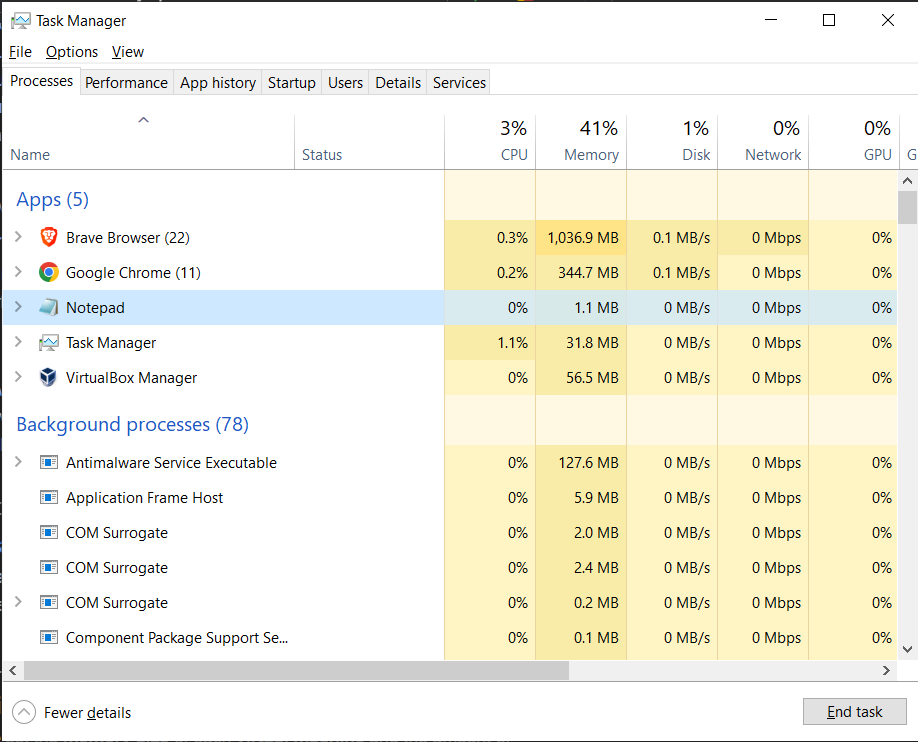 Task Manager
File Options View
Processes Performance App history Startup Users Details Services
3% 41% 1% 0% 0%
Name Status CPU Memory Disk Network GPU G
Apps (5)
Brave Browser (22) 0.3% 1,036.9 MB 0.1 MB/s 0 Mbps 0%
Google Chrome (11) 0.2% 344.7 MB 0.1 MB/s 0 Mbps 0%
Notepad 0% 1.1 MB 0 MB/s 0 Mbps 0%
Task Manager 1.1% 31.8 MB 0 MB/s 0 Mbps 0%
VirtualBox Manager 0% 56.5 MB 0 MB/s 0 Mbps 0%
Background processes (78)
Antimalware Service Executable 0% 127.6 MB 0 MB/s 0 Mbps 0%
Application Frame Host 0% 5.9 MB 0 MB/s 0 Mbps 0%
COM Surrogate 0% 2.0 MB 0 MB/s 0 Mbps 0%
COM Surrogate 0% 2.4 MB 0 MB/s 0 Mbps 0%
COM Surrogate 0% 0.2 MB 0 MB/s 0 Mbps 0%
Component Package Support Se... 0% 0.1 MB 0 MB/s 0 Mbps 0%
Fewer details End task